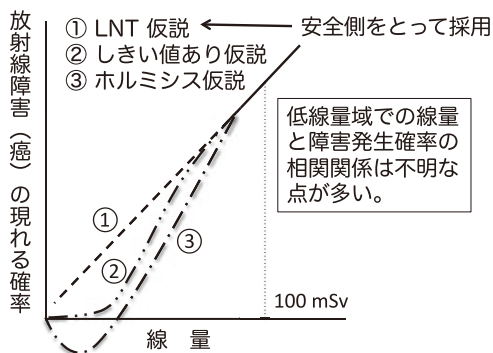 放射線障害（癌）の現れる確率
① LNT 仮説
② しきい値あり仮説
③ ホルミシス仮説
安全側をとって採用
低線量域での線量
と障害発生確率の
相関関係は不明な
点が多い。
①
②
③
100 mSv
線 量